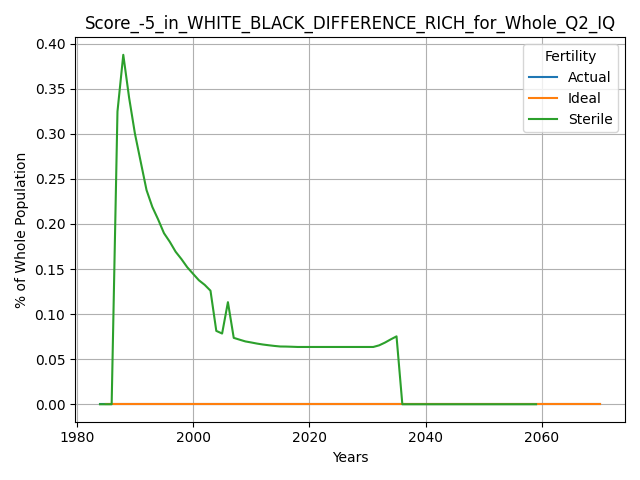 Score_-5_in_WHITE_BLACK_DIFFERENCE_RICH_for_Whole_Q2_IQ
Fertility
Actual
Ideal
Sterile
% of Whole Population
0.40
0.35
0.30
0.25
0.20
0.15
0.10
0.05
0.00
1980 2000 2020 2040 2060
Years